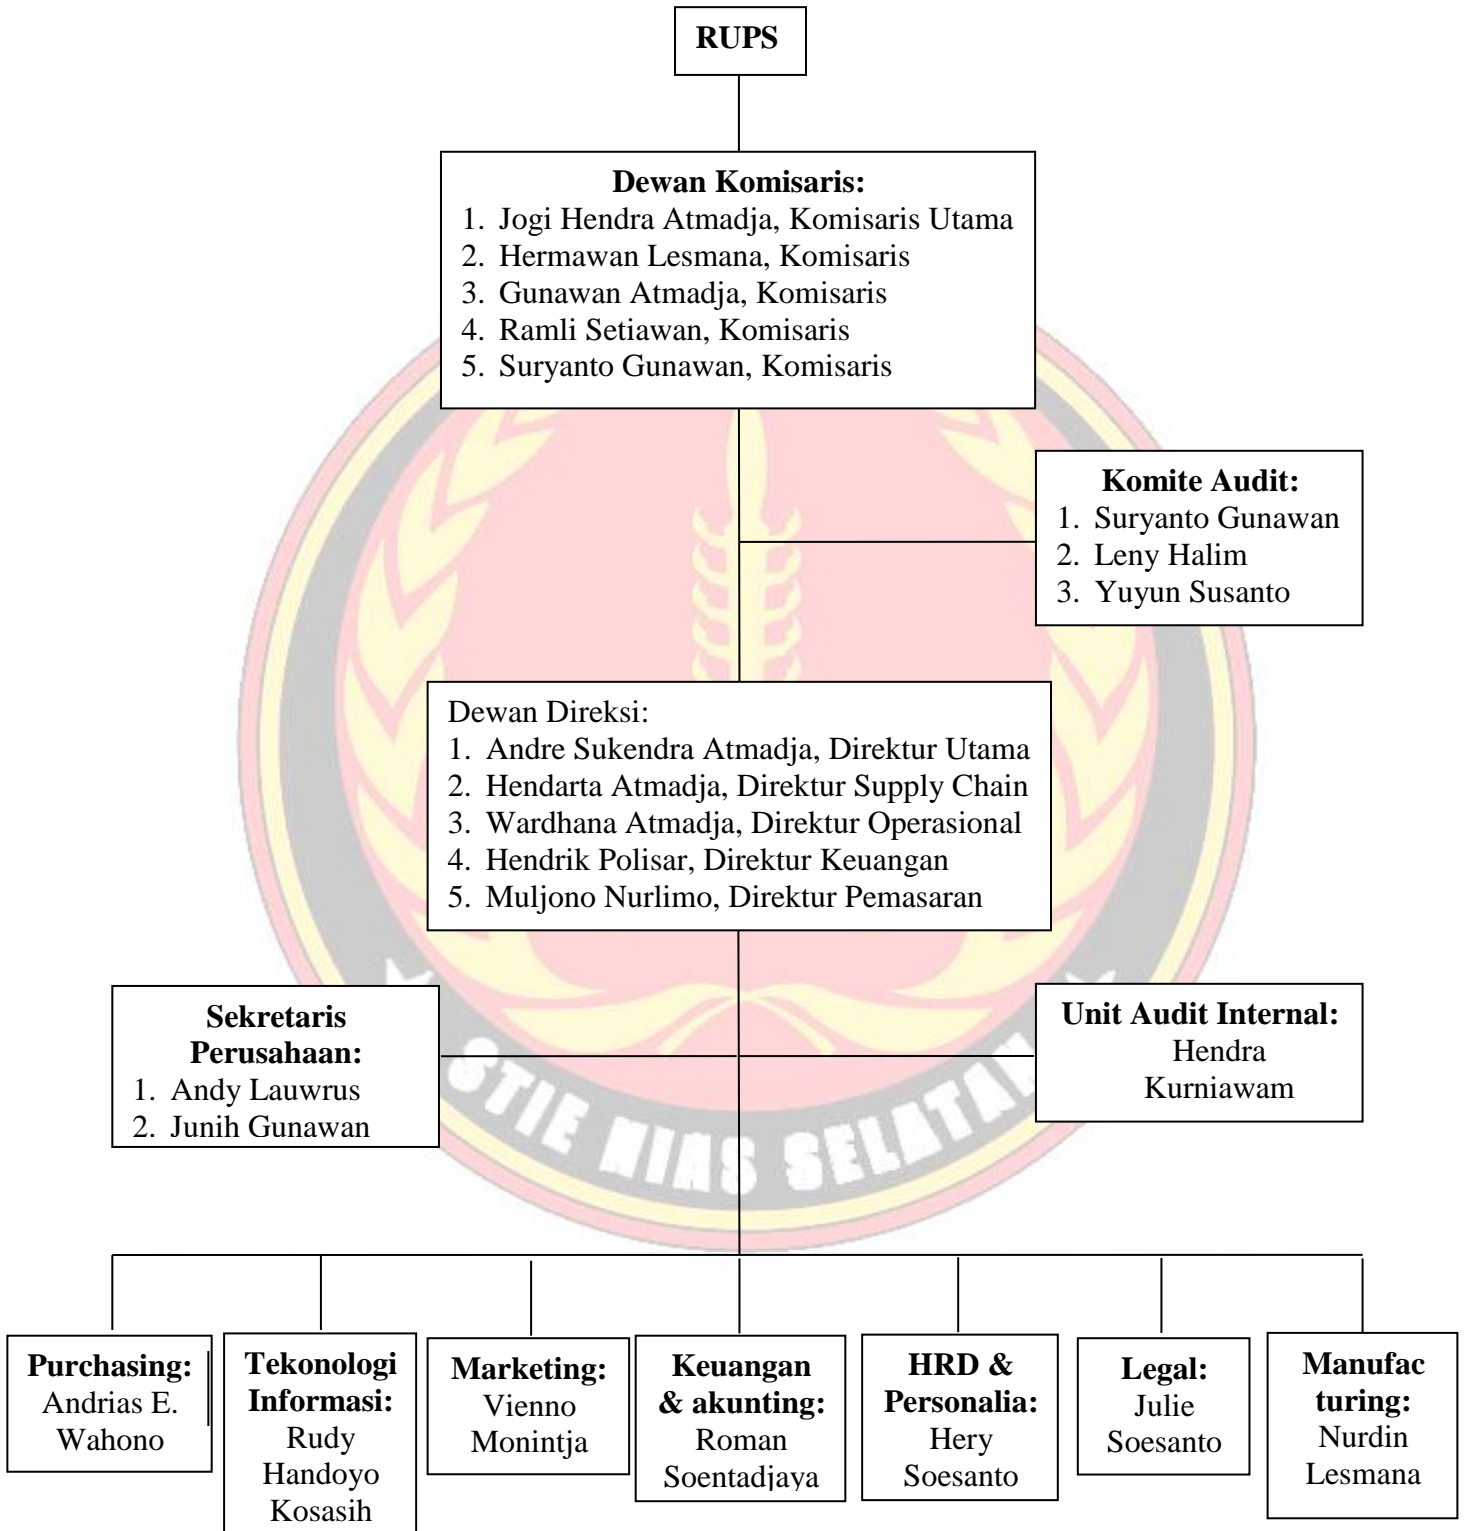 RUPS
Dewan Komisaris:
1. Jogi Hendra Atmadja, Komisaris Utama
2. Hermawan Lesmana, Komisaris
3. Gunawan Atmadja, Komisaris
4. Ramli Setiawan, Komisaris
5. Suryanto Gunawan, Komisaris
Komite Audit:
1. Suryanto Gunawan
2. Leny Halim
3. Yuyun Susanto
Dewan Direksi:
1. Andre Sukendra Atmadja, Direktur Utama
2. Hendarta Atmadja, Direktur Supply Chain
3. Wardhana Atmadja, Direktur Operasional
4. Hendrik Polisar, Direktur Keuangan
5. Muljono Nurlimo, Direktur Pemasaran
Sekretaris
Perusahaan:
1. Andy Lauwrus
2. Junih Gunawan
Unit Audit Internal:
Hendra
Kurniawam
STIE NIAS SELATAN
Purchasing:
Andrias E.
Wahono
Tekonologi
Informasi:
Rudy
Handoyo
Kosasih
Marketing:
Vienno
Monintja
Keuangan
& akunting:
Roman
Soentadjaya
HRD &
Personalia:
Hery
Soesanto
Legal:
Julie
Soesanto
Manufac
turing:
Nurdin
Lesmana